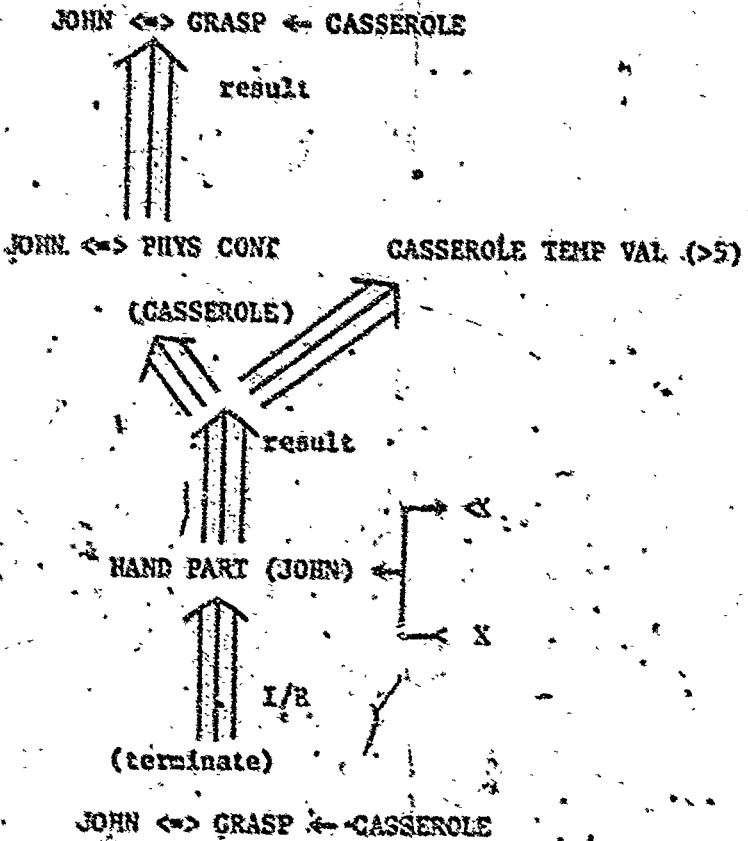 JOHN <=> GRASP ← CASSEROLE
result
JOHN <=> PHYS CONT CASSEROLE TEMP VAL (>5)
(CASSEROLE)
result
<X
HAND PART (JOHN) ←
X
I/R
(terminate)
JOHN <=> GRASP ← CASSEROLE